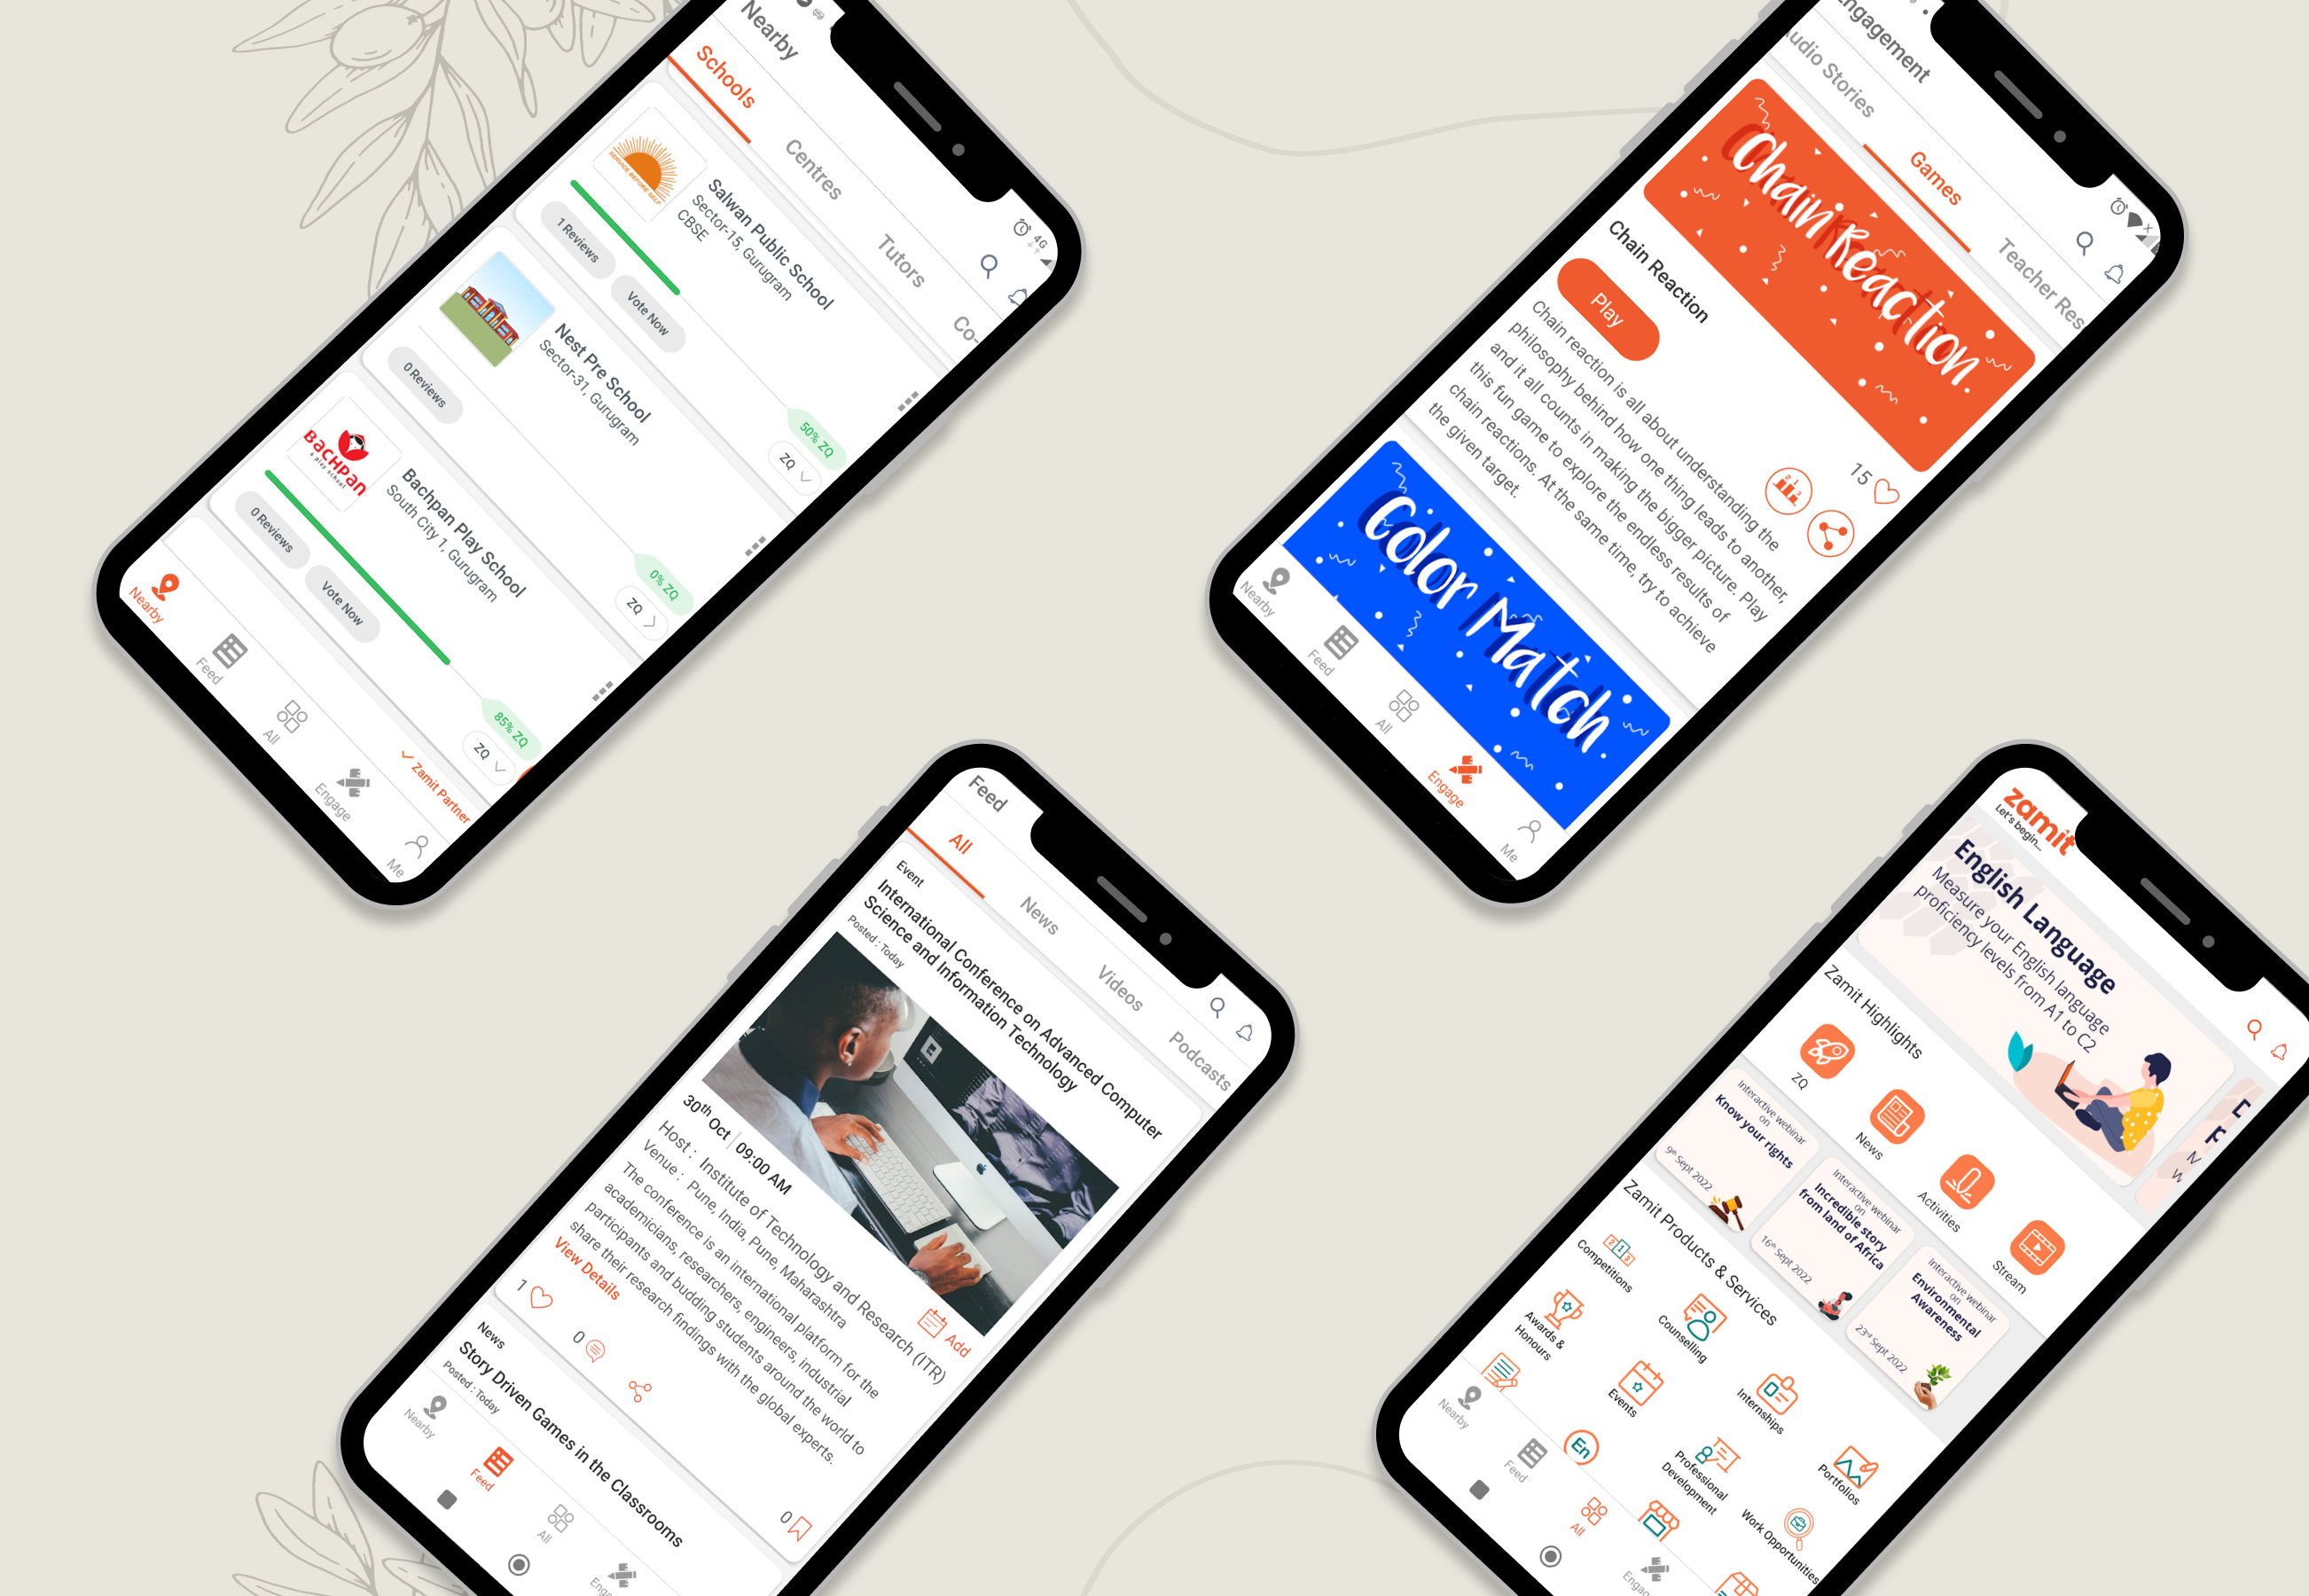 Nearby
Schools
Centres
Tutors
Co-
4G
SERVICE BEFORE SELF
Salwan Public School
Sector-15, Gurugram
CBSE
1 Reviews
Vote Now
50% ZQ
ZQ
Nest Pre School
Sector-31, Gurugram
0 Reviews
0% ZQ
ZQ
BaCHPan
a play school
Bachpan Play School
South City 1, Gurugram
0 Reviews
Vote Now
85% ZQ
ZQ
Zamit Partner
Nearby
Feed
All
Engage
Me
Engagement
udio Stories
Games
Teacher Res
Chain Reaction
Chain Reaction
15
Play
Chain reaction is all about understanding the
philosophy behind how one thing leads to another,
and it all counts in making the bigger picture. Play
this fun game to explore the endless results of
chain reactions. At the same time, try to achieve
the given target.
Color Match
Nearby
Feed
All
Engage
Me
Feed
All
News
Videos
Podcasts
Event
International Conference on Advanced Computer
Science and Information Technology
Posted : Today
30th Oct | 09:00 AM
Add
Host : Institute of Technology and Research (ITR)
Venue : Pune, India, Pune, Maharashtra
The conference is an international platform for the
academicians, researchers, engineers, industrial
participants and budding students around the world to
share their research findings with the global experts.
View Details
1
0
0
News
Story Driven Games in the Classrooms
Posted : Today
Nearby
Feed
All
Enga
zamit
Let's begin...
English Language
Measure your English language
proficiency levels from A1 to C2
Zamit Highlights
ZQ
News
Activities
Stream
Interactive webinar
on
Know your rights
9th Sept 2022
Interactive webinar
on
Incredible story
from land of Africa
16th Sept 2022
Interactive webinar
on
Environmental
Awareness
23rd Sept 2022
Zamit Products & Services
Competitions
Counselling
Internships
Portfolios
Awards &
Honours
Events
Professional
Development
Work Opportunities
En
Nearby
Feed
All
Engag